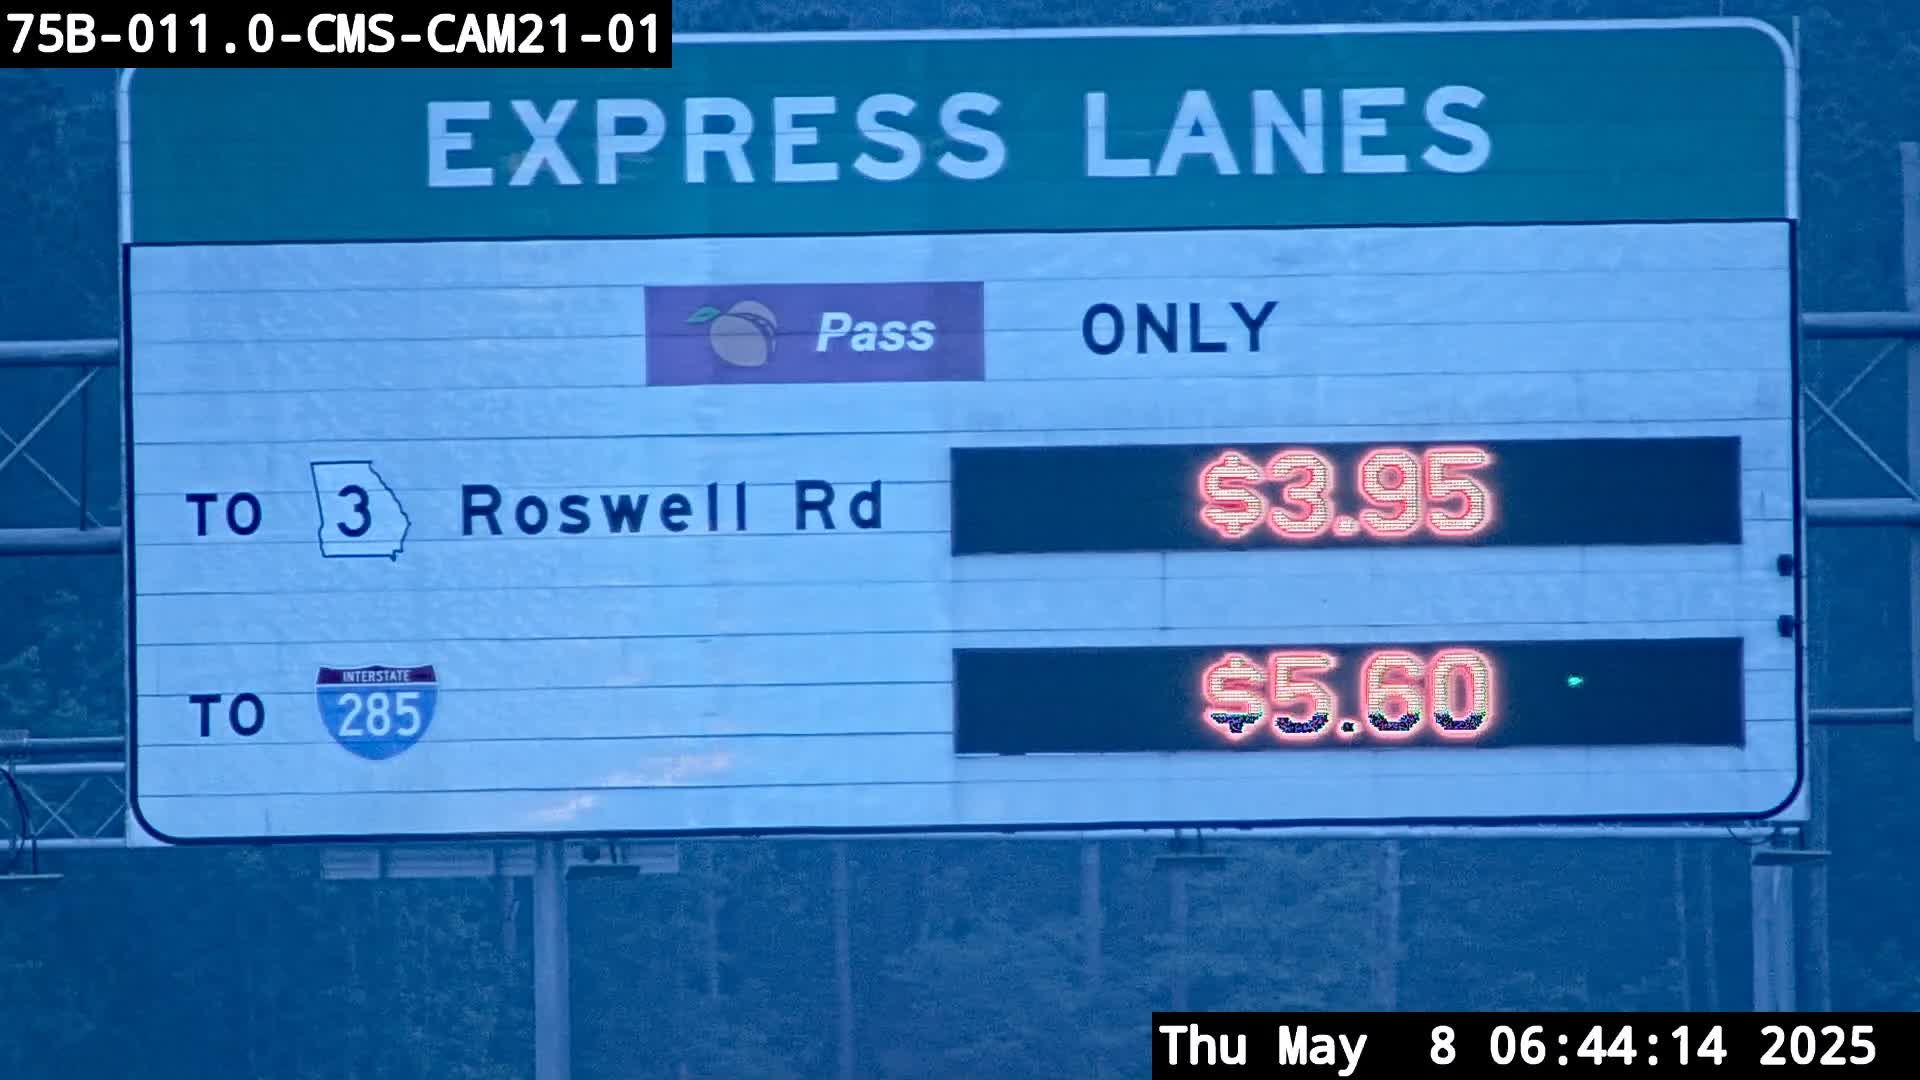 75B-011.0-CMS-CAM21-01
EXPRESS LANES
Pass ONLY
TO 3 Roswell Rd $3.95
TO INTERSTATE 285 $5.60
Thu May 8 06:44:14 2025